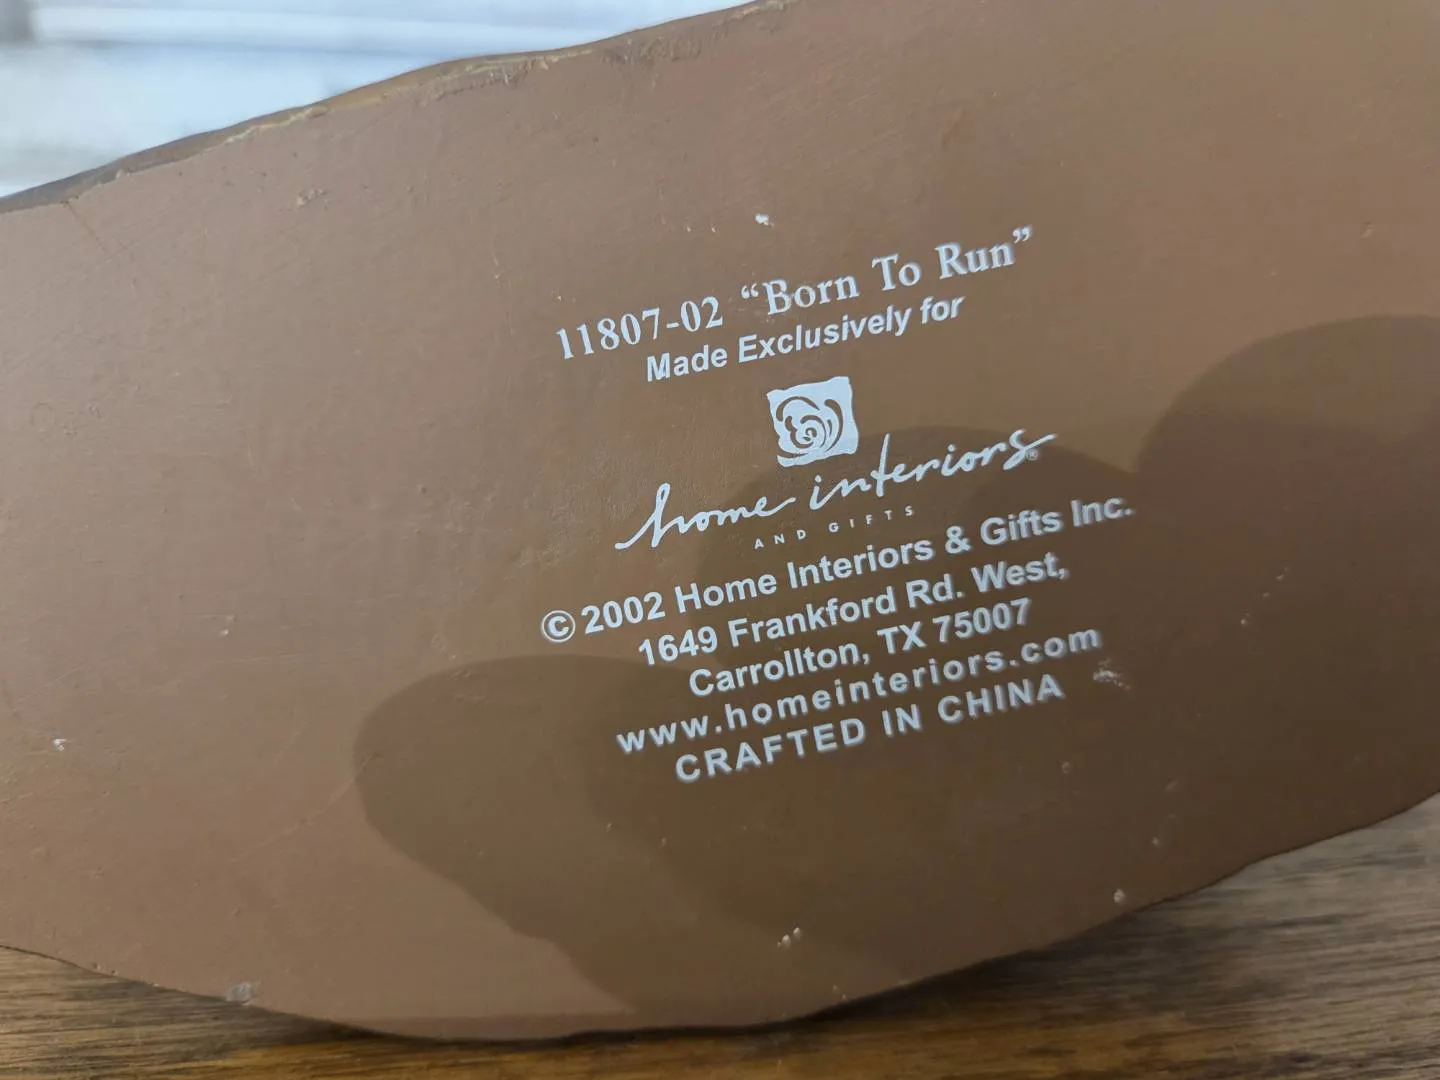 11807-02 “Born To Run”
Made Exclusively for
home interiors®
AND GIFTS
© 2002 Home Interiors & Gifts Inc.
1649 Frankford Rd. West,
Carrollton, TX 75007
www.homeinteriors.com
CRAFTED IN CHINA